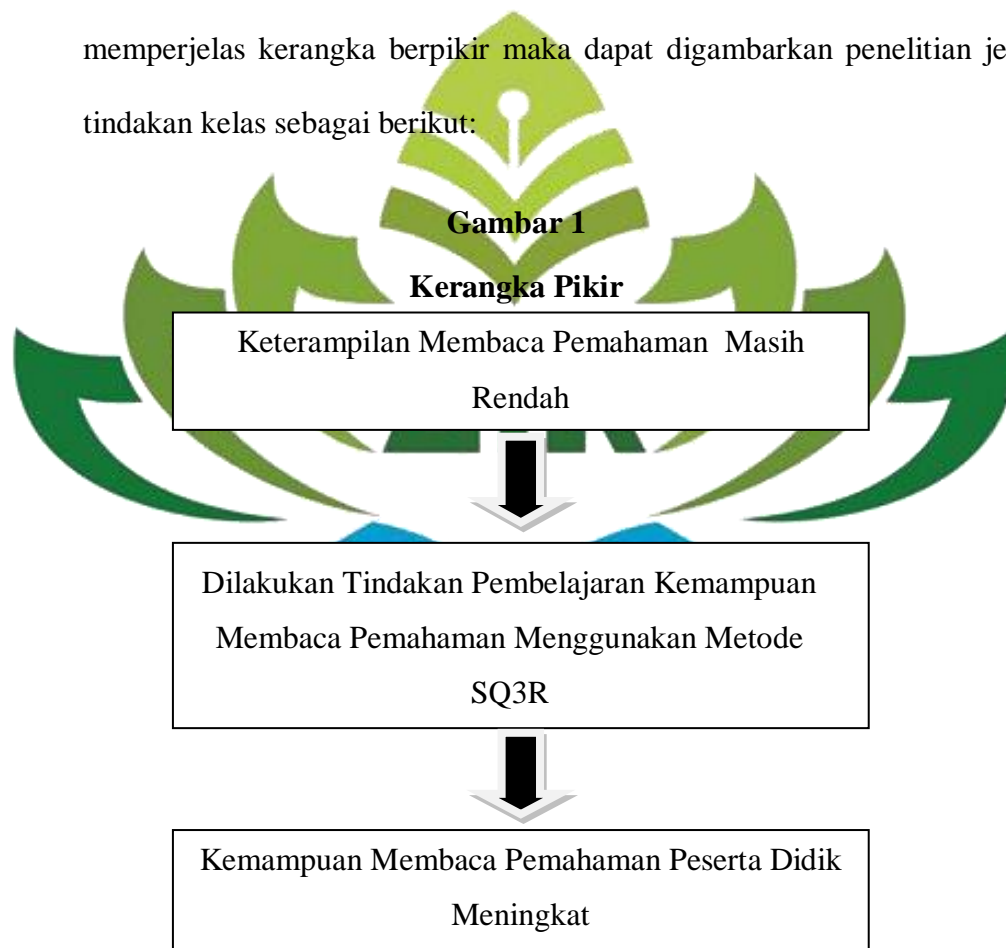 memperjelas kerangka berpikir maka dapat digambarkan penelitian je
tindakan kelas sebagai berikut:
Gambar 1
Kerangka Pikir
Keterampilan Membaca Pemahaman Masih
Rendah
Dilakukan Tindakan Pembelajaran Kemampuan
Membaca Pemahaman Menggunakan Metode
SQ3R
Kemampuan Membaca Pemahaman Peserta Didik
Meningkat